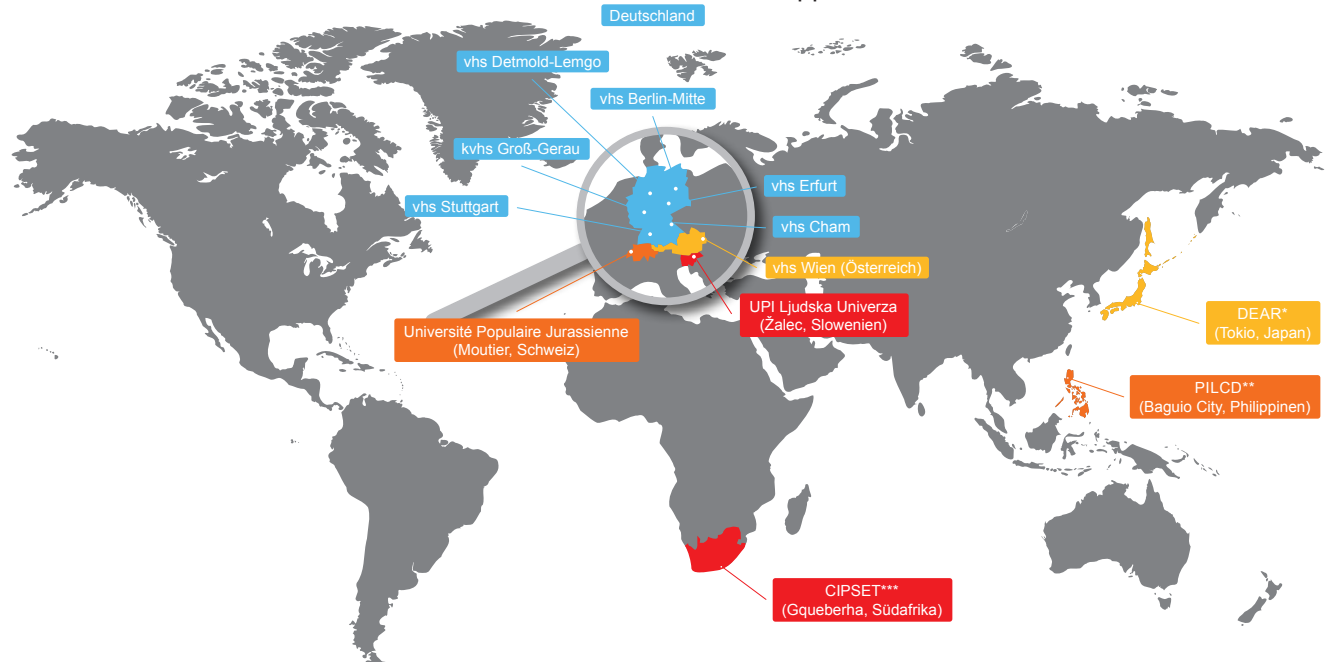 Deutschland
vhs Detmold-Lemgo
vhs Berlin-Mitte
kvhs Groß-Gerau
vhs Erfurt
vhs Stuttgart
vhs Cham
vhs Wien (Österreich)
UPI Ljudska Univerza
(Žalec, Slowenien)
Université Populaire Jurassienne
(Moutier, Schweiz)
DEAR*
(Tokio, Japan)
PILCD**
(Baguio City, Philippinen)
CIPSET***
(Gqueberha, Südafrika)